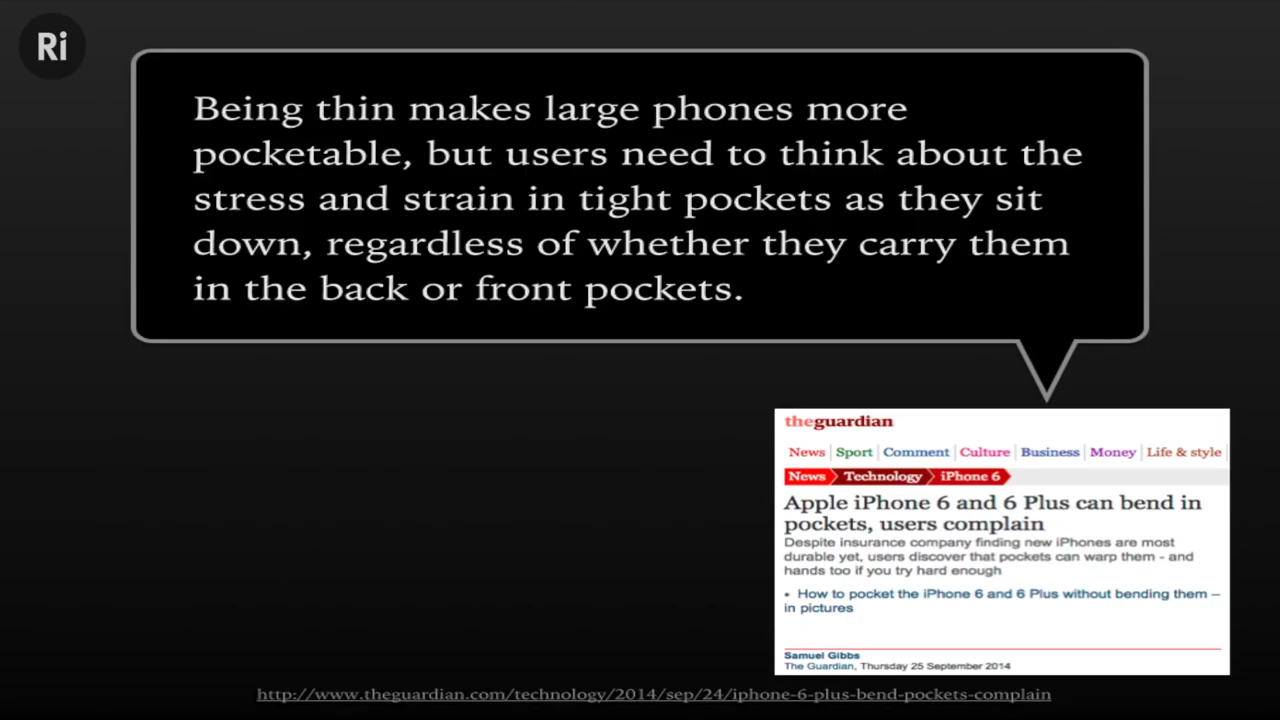 Ri
Being thin makes large phones more
pocketable, but users need to think about the
stress and strain in tight pockets as they sit
down, regardless of whether they carry them
in the back or front pockets.
theguardian
News Sport Comment Culture Business Money Life & style
News Technology iPhone 6
Apple iPhone 6 and 6 Plus can bend in
pockets, users complain
Despite insurance company finding new iPhones are most
durable yet, users discover that pockets can warp them - and
hands too if you try hard enough
• How to pocket the iPhone 6 and 6 Plus without bending them –
in pictures
Samuel Gibbs
The Guardian, Thursday 25 September 2014
http://www.theguardian.com/technology/2014/sep/24/iphone-6-plus-bend-pockets-complain